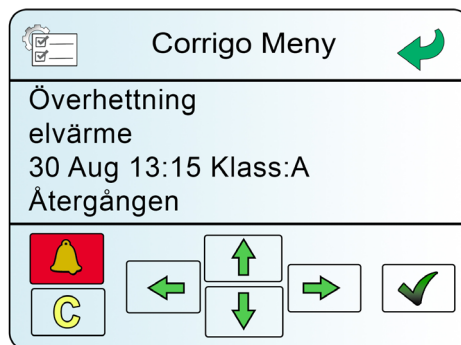 Corrigo Meny
Överhettning
elvärme
30 Aug 13:15 Klass:A
Återgången
C